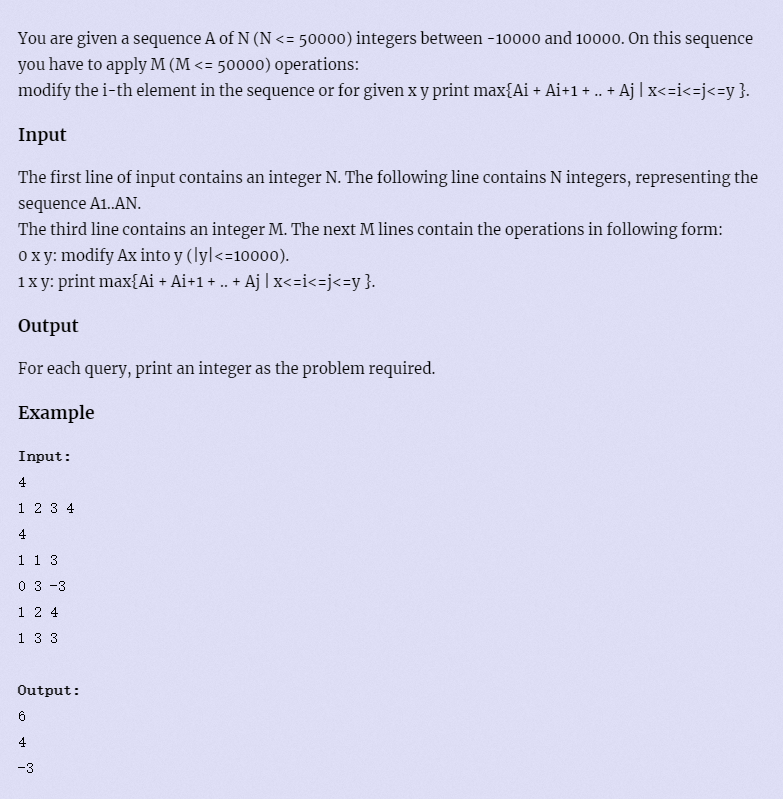 You are given a sequence A of N (N <= 50000) integers between -10000 and 10000. On this sequence
you have to apply M (M <= 50000) operations:
modify the i-th element in the sequence or for given x y print max{Ai + Ai+1 + .. + Aj | x<=i<=j<=y }.
Input
The first line of input contains an integer N. The following line contains N integers, representing the
sequence A1..AN.
The third line contains an integer M. The next M lines contain the operations in following form:
0 x y: modify Ax into y (|y|<=10000).
1 x y: print max{Ai + Ai+1 + .. + Aj | x<=i<=j<=y }.
Output
For each query, print an integer as the problem required.
Example
Input:
4
1 2 3 4
4
1 1 3
0 3 -3
1 2 4
1 3 3
Output:
6
4
-3